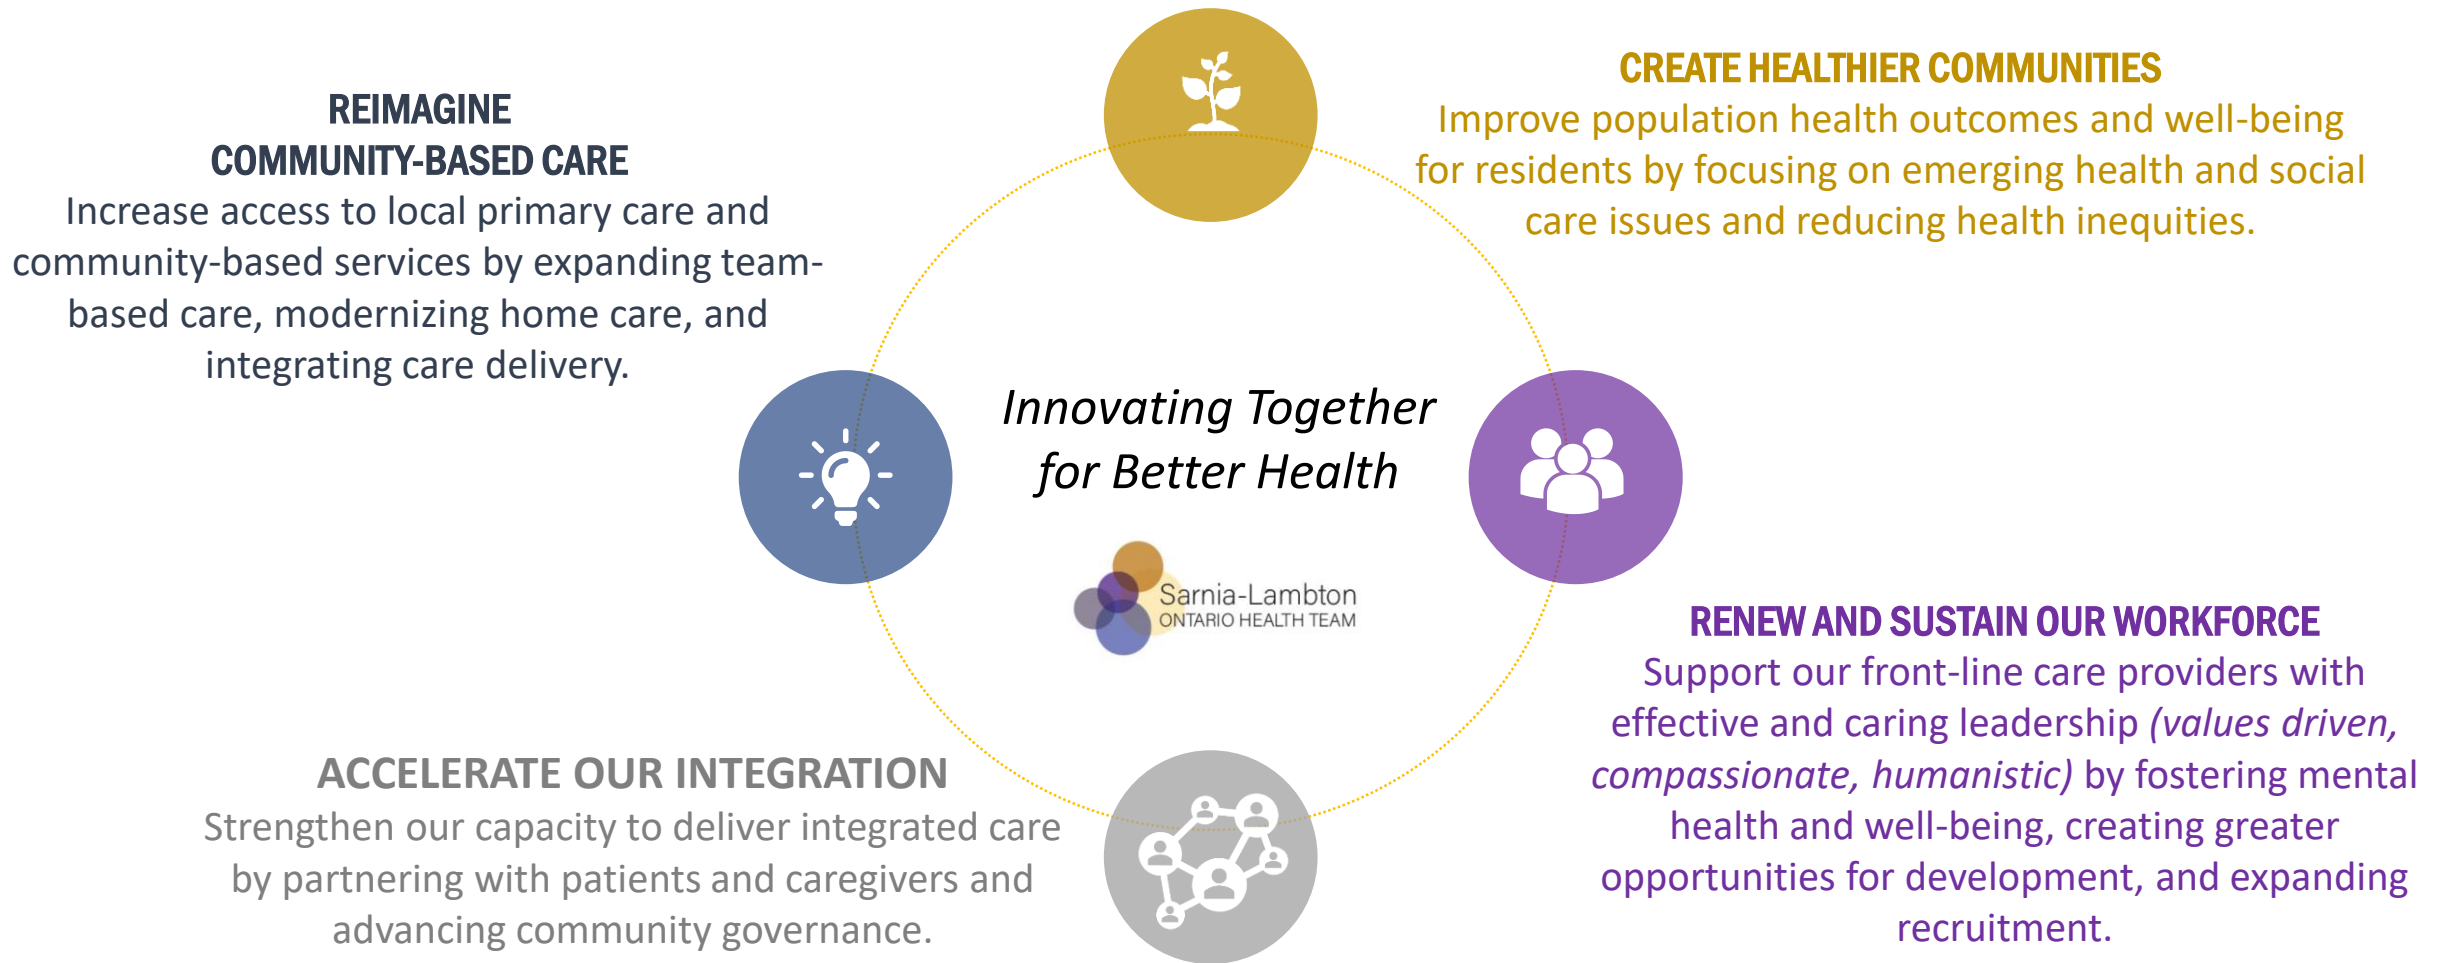 REIMAGINE
COMMUNITY-BASED CARE
Increase access to local primary care and
community-based services by expanding team-
based care, modernizing home care, and
integrating care delivery.
CREATE HEALTHIER COMMUNITIES
Improve population health outcomes and well-being
for residents by focusing on emerging health and social
care issues and reducing health inequities.
Innovating Together
for Better Health
Sarnia-Lambton
ONTARIO HEALTH TEAM
RENEW AND SUSTAIN OUR WORKFORCE
Support our front-line care providers with
effective and caring leadership (values driven,
compassionate, humanistic) by fostering mental
health and well-being, creating greater
opportunities for development, and expanding
recruitment.
ACCELERATE OUR INTEGRATION
Strengthen our capacity to deliver integrated care
by partnering with patients and caregivers and
advancing community governance.